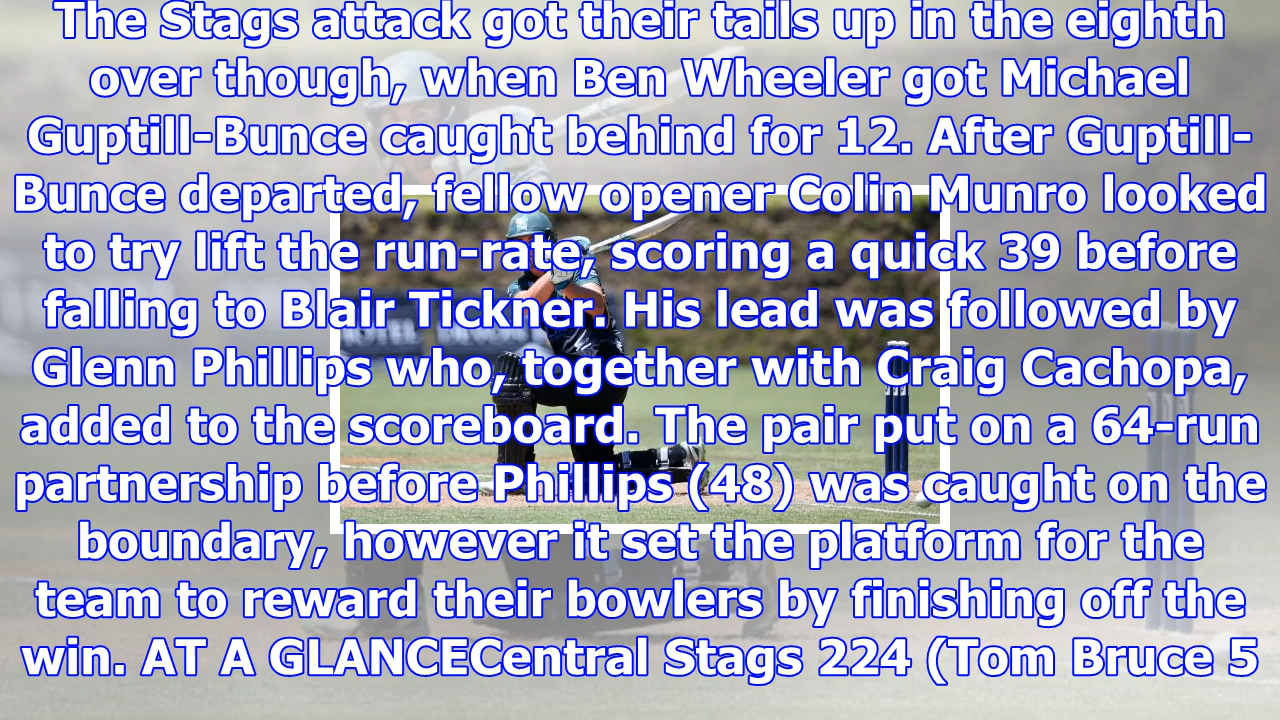 The Stags attack got their tails up in the eighth
over though, when Ben Wheeler got Michael
Guptill-Bunce caught behind for 12. After Guptill-
Bunce departed, fellow opener Colin Munro looked
to try lift the run-rate, scoring a quick 39 before
falling to Blair Tickner. His lead was followed by
Glenn Phillips who, together with Craig Cachopa,
added to the scoreboard. The pair put on a 64-run
partnership before Phillips (48) was caught on the
boundary, however it set the platform for the
team to reward their bowlers by finishing off the
win. AT A GLANCECentral Stags 224 (Tom Bruce 5